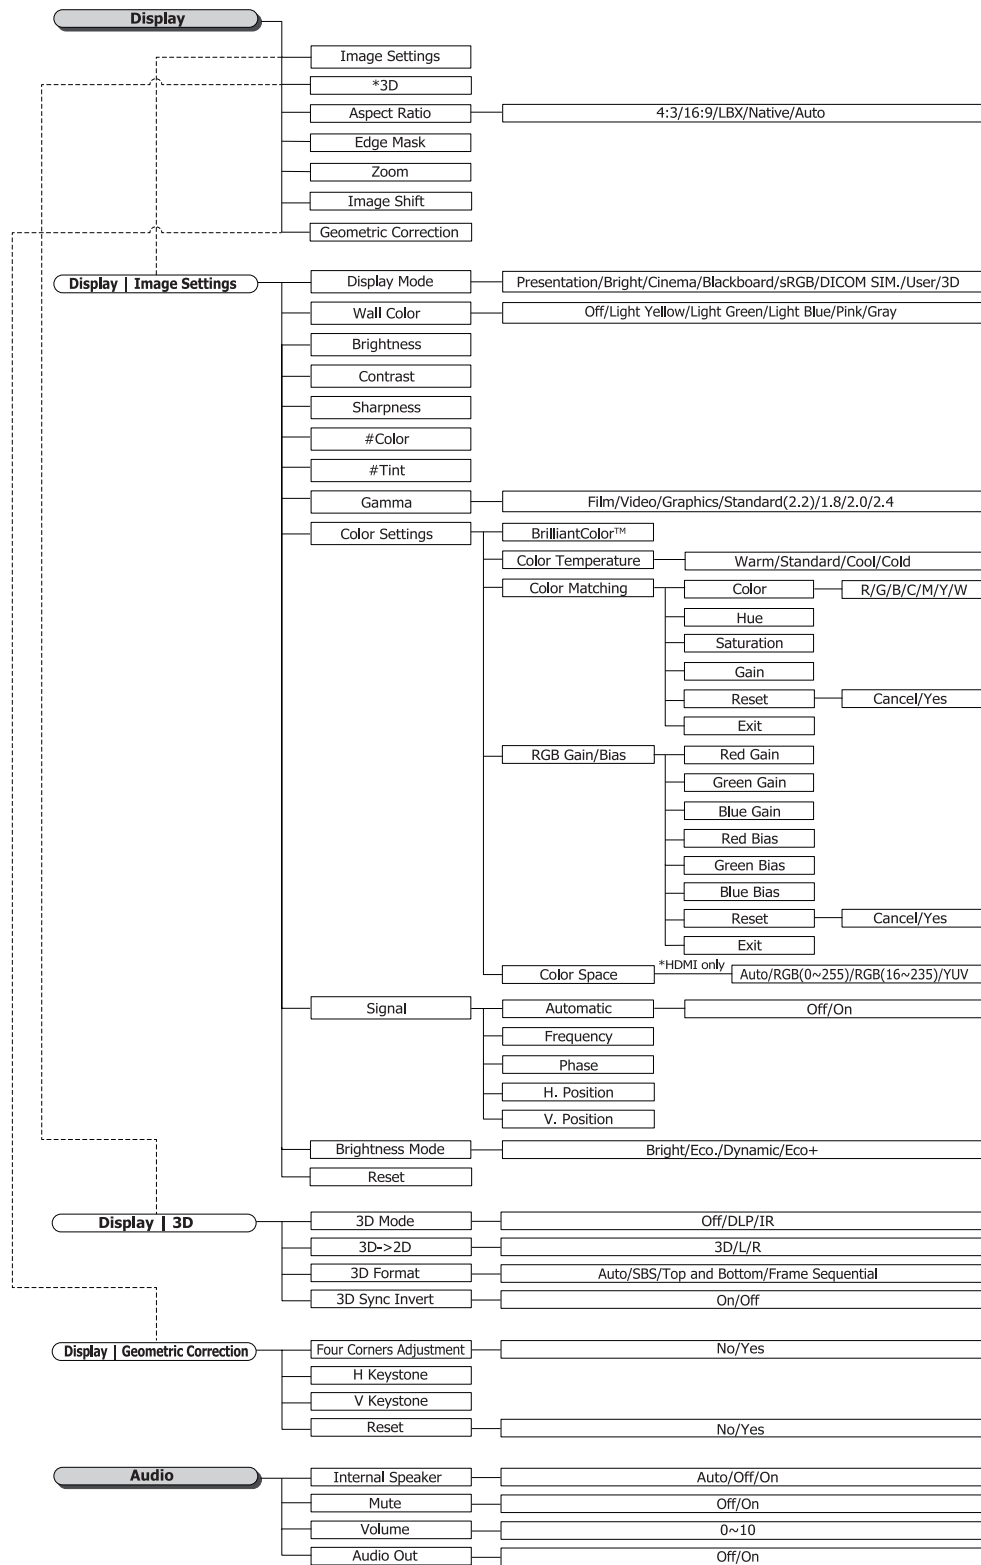 Display
Image Settings
*3D
Aspect Ratio 4:3/16:9/LBX/Native/Auto
Edge Mask
Zoom
Image Shift
Geometric Correction
Display | Image Settings Display Mode Presentation/Bright/Cinema/Blackboard/sRGB/DICOM SIM./User/3D
Wall Color Off/Light Yellow/Light Green/Light Blue/Pink/Gray
Brightness
Contrast
Sharpness
#Color
#Tint
Gamma Film/Video/Graphics/Standard(2.2)/1.8/2.0/2.4
Color Settings BrilliantColor™
Color Temperature Warm/Standard/Cool/Cold
Color Matching Color R/G/B/C/M/Y/W
Hue
Saturation
Gain
Reset Cancel/Yes
Exit
RGB Gain/Bias Red Gain
Green Gain
Blue Gain
Red Bias
Green Bias
Blue Bias
Reset Cancel/Yes
Exit
Color Space *HDMI only Auto/RGB(0~255)/RGB(16~235)/YUV
Signal Automatic Off/On
Frequency
Phase
H. Position
V. Position
Brightness Mode Bright/Eco./Dynamic/Eco+
Reset
Display | 3D 3D Mode Off/DLP/IR
3D->2D 3D/L/R
3D Format Auto/SBS/Top and Bottom/Frame Sequential
3D Sync Invert On/Off
Display | Geometric Correction Four Corners Adjustment No/Yes
H Keystone
V Keystone
Reset No/Yes
Audio Internal Speaker Auto/Off/On
Mute Off/On
Volume 0~10
Audio Out Off/On